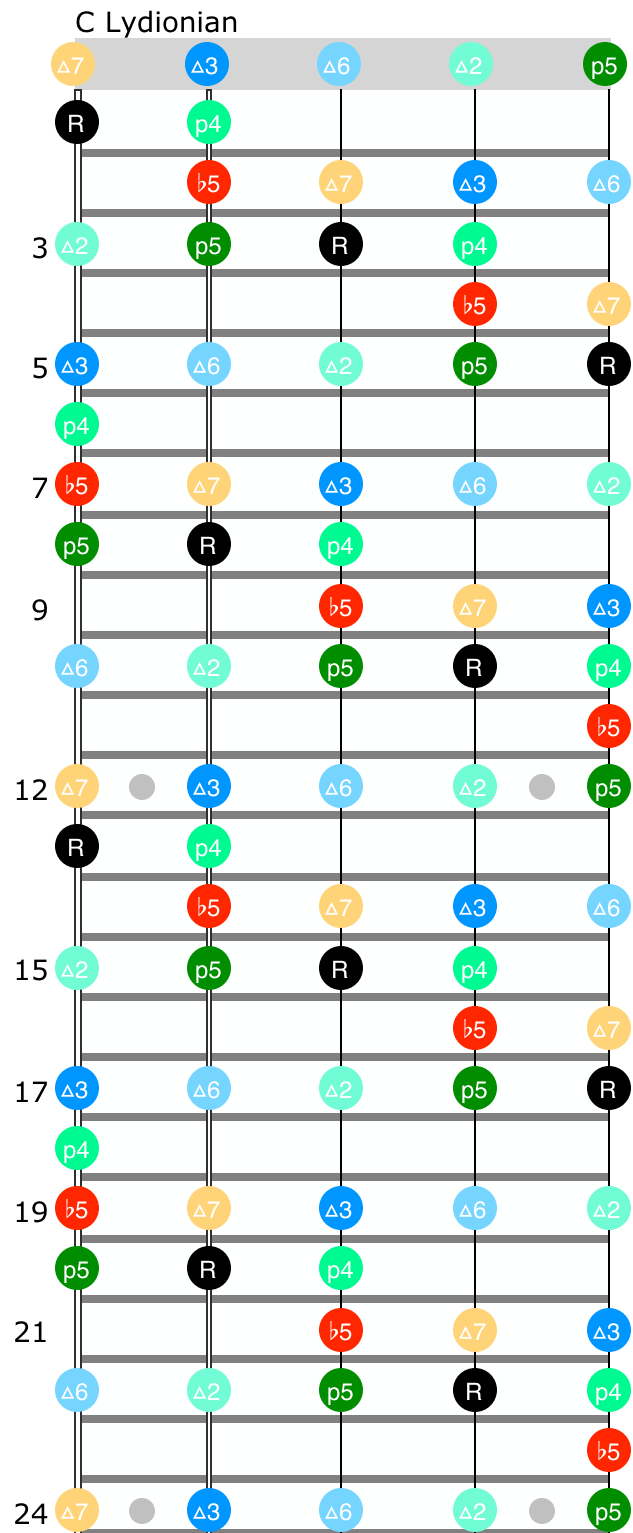 C Lydionian
△7 △3 △6 △2 p5
R p4
♭5 △7 △3 △6
3 △2 p5 R p4
♭5 △7
5 △3 △6 △2 p5 R
p4
7 ♭5 △7 △3 △6 △2
p5 R p4
9 ♭5 △7 △3
△6 △2 p5 R p4
♭5
12 △7 △3 △6 △2 p5
R p4
♭5 △7 △3 △6
15 △2 p5 R p4
♭5 △7
17 △3 △6 △2 p5 R
p4
19 ♭5 △7 △3 △6 △2
p5 R p4
21 ♭5 △7 △3
△6 △2 p5 R p4
♭5
24 △7 △3 △6 △2 p5